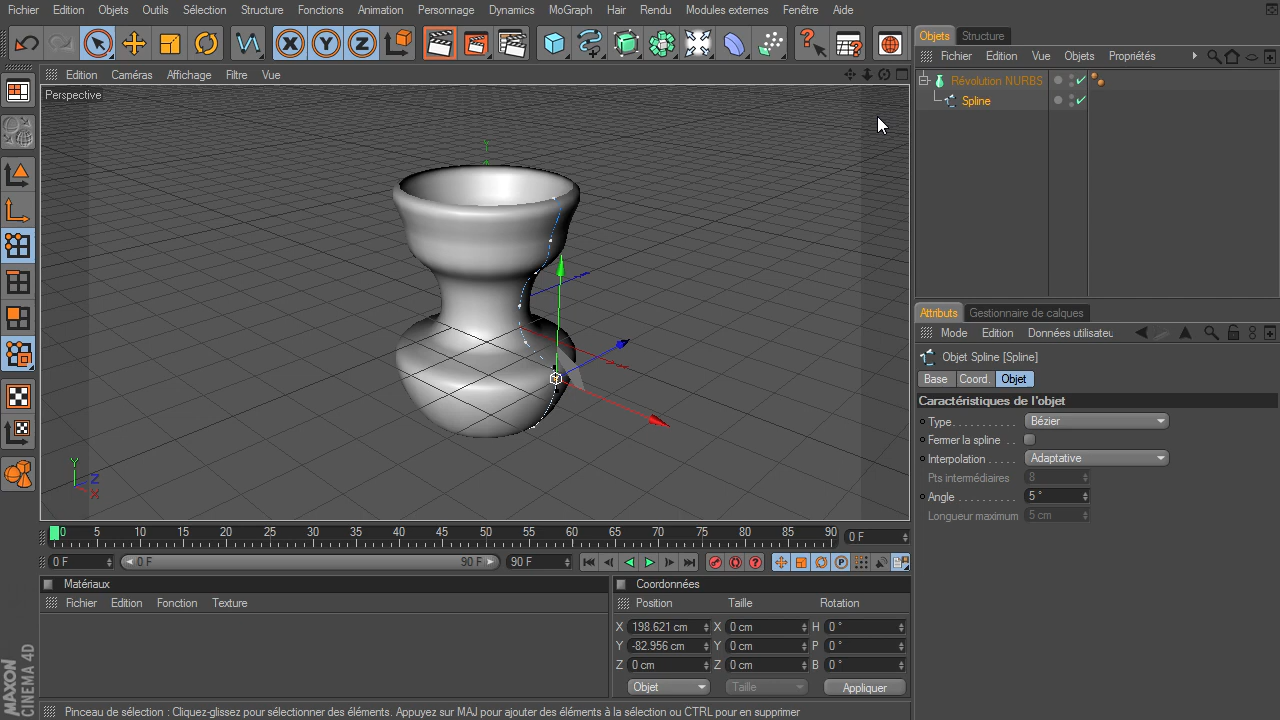 Fichier Edition Objets Outils Sélection Structure Fonctions Animation Personnage Dynamics MoGraph Hair Rendu Modules externes Fenêtre Aide
Edition Caméras Affichage Filtre Vue
Perspective
Y
Y
Z
X
0 5 10 15 20 25 30 35 40 45 50 55 60 65 70 75 80 85 90 0 F
0 F 0 F 90 F 90 F
Matériaux
Fichier Edition Fonction Texture
Coordonnées
Position Taille Rotation
X 198.621 cm X 0 cm H 0 °
Y -82.956 cm Y 0 cm P 0 °
Z 0 cm Z 0 cm B 0 °
Objet Taille Appliquer
Objets Structure
Fichier Edition Vue Objets Propriétés
Révolution NURBS
Spline
Attributs Gestionnaire de calques
Mode Edition Données utilisateu
Objet Spline [Spline]
Base Coord. Objet
Caractéristiques de l'objet
Type . . . . . . . . . . . Bézier
Fermer la spline . .
Interpolation . . . . . Adaptative
Pts intermédiaires 8
Angle . . . . . . . . . . 5 °
Longueur maximum 5 cm
MAXON
CINEMA 4D
Pinceau de sélection : Cliquez-glissez pour sélectionner des éléments. Appuyez sur MAJ pour ajouter des éléments à la sélection ou CTRL pour en supprimer